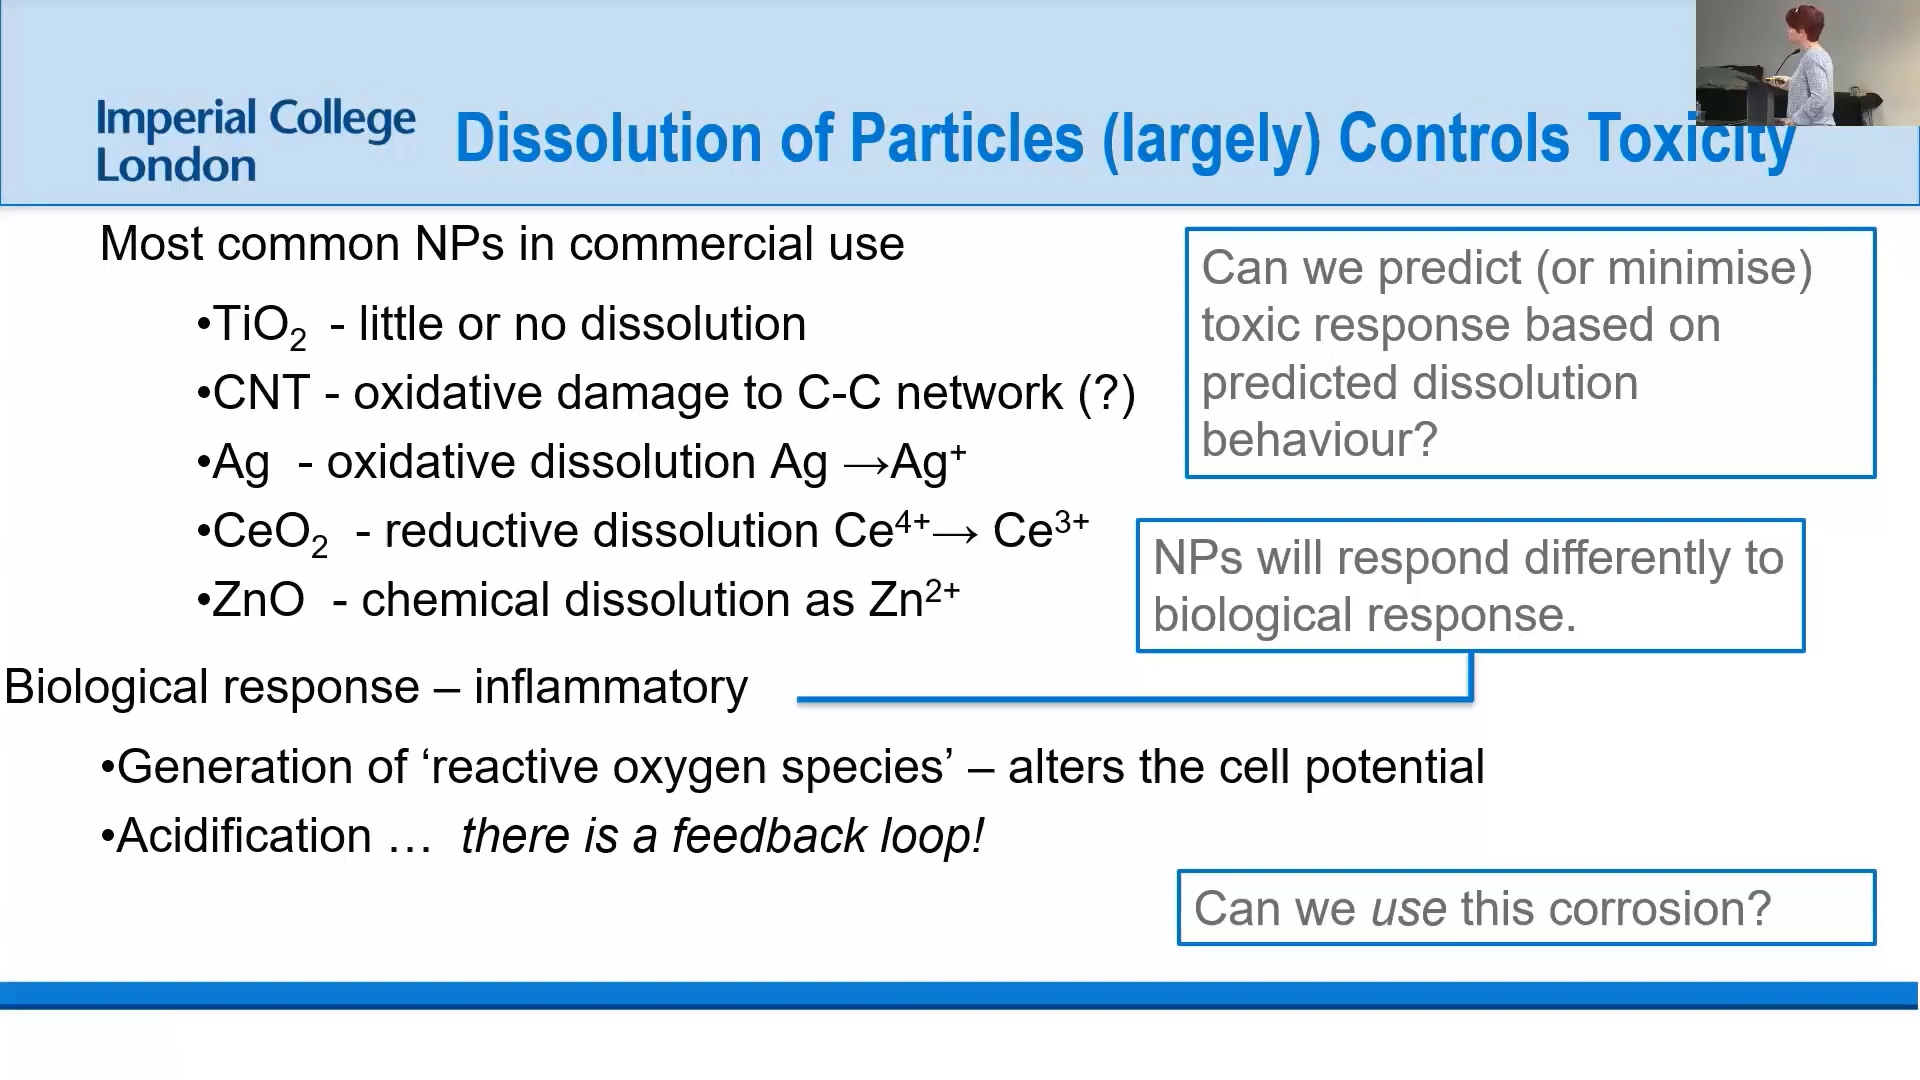 Imperial College
London
Dissolution of Particles (largely) Controls Toxicity
Most common NPs in commercial use
•TiO₂ - little or no dissolution
•CNT - oxidative damage to C-C network (?)
•Ag - oxidative dissolution Ag →Ag⁺
•CeO₂ - reductive dissolution Ce⁴⁺→ Ce³⁺
•ZnO - chemical dissolution as Zn²⁺
Can we predict (or minimise)
toxic response based on
predicted dissolution
behaviour?
NPs will respond differently to
biological response.
Biological response – inflammatory
•Generation of ‘reactive oxygen species’ – alters the cell potential
•Acidification … there is a feedback loop!
Can we use this corrosion?